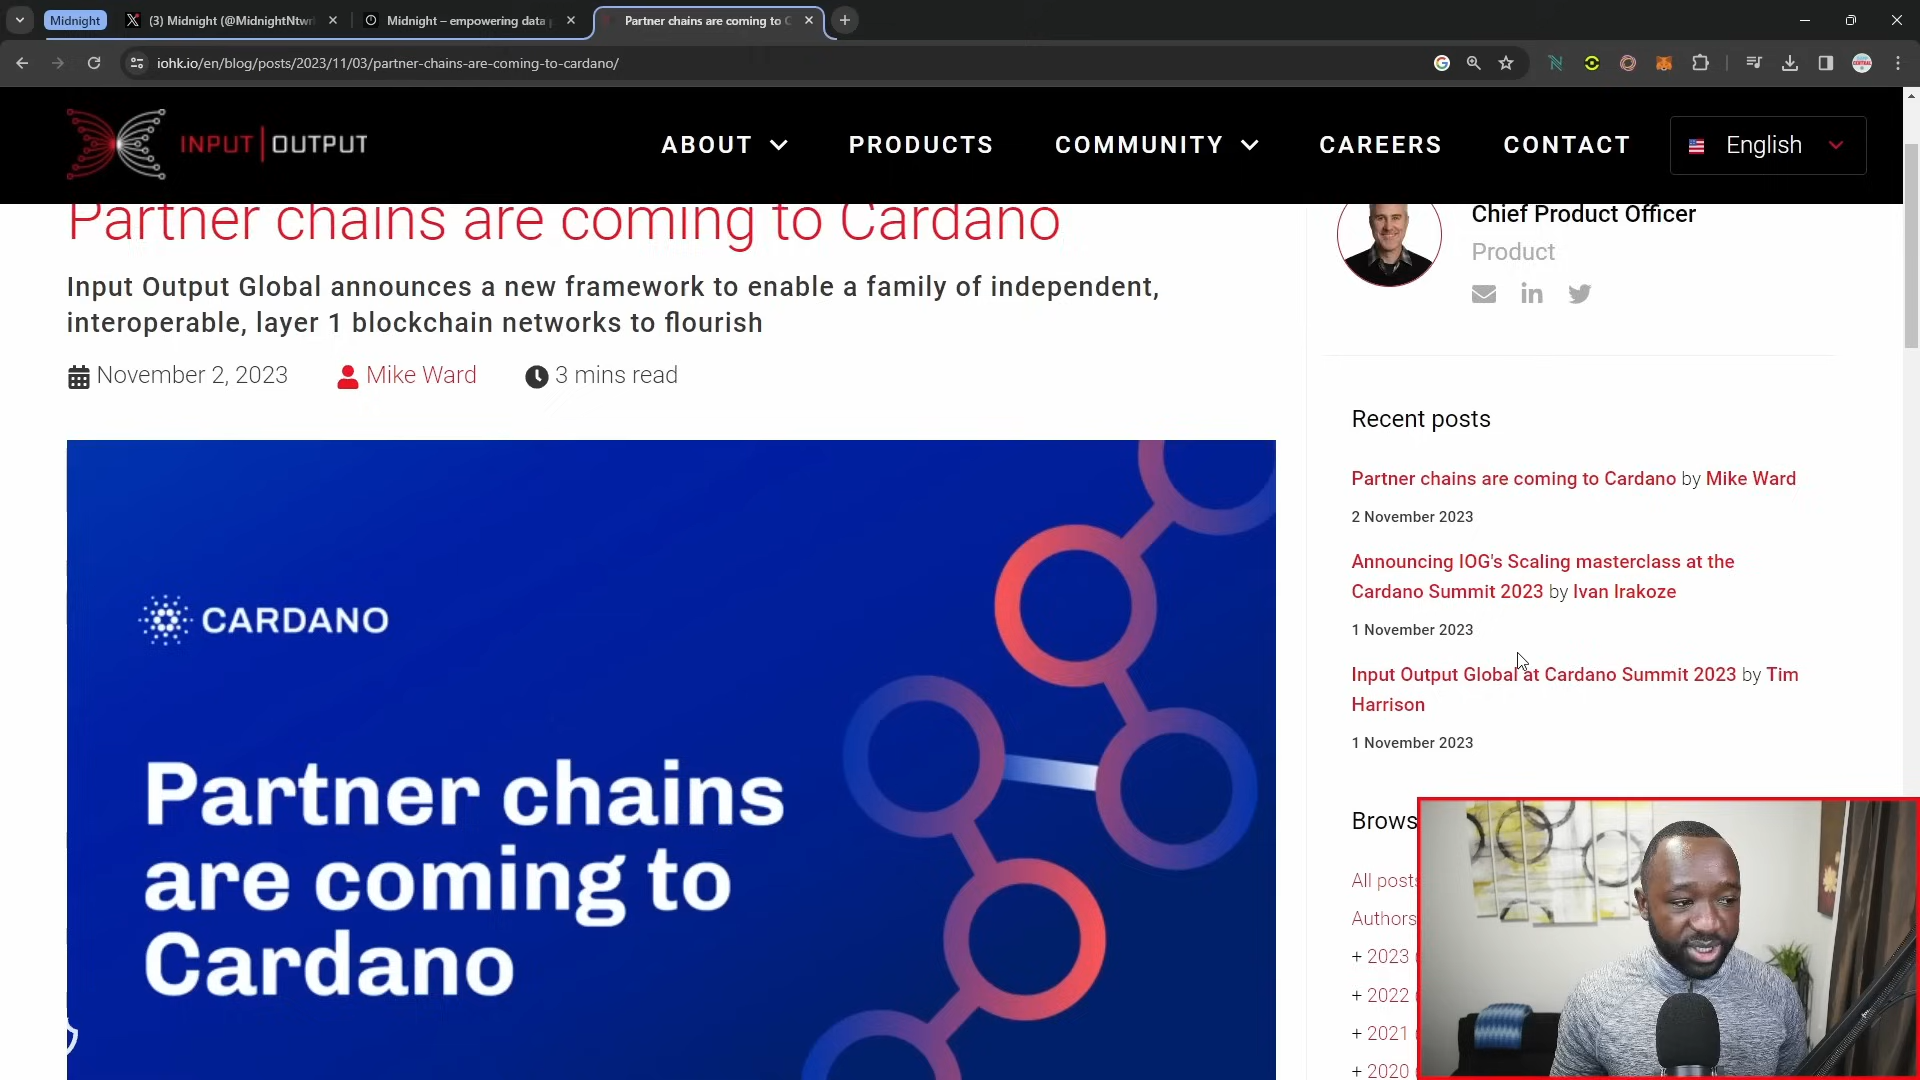 Midnight
(3) Midnight (@MidnightNtwr
Midnight – empowering data p
Partner chains are coming to C
iohk.io/en/blog/posts/2023/11/03/partner-chains-are-coming-to-cardano/
INPUT | OUTPUT
ABOUT
PRODUCTS
COMMUNITY
CAREERS
CONTACT
English
Partner chains are coming to Cardano
Input Output Global announces a new framework to enable a family of independent,
interoperable, layer 1 blockchain networks to flourish
November 2, 2023
Mike Ward
3 mins read
CARDANO
Partner chains
are coming to
Cardano
Chief Product Officer
Product
Recent posts
Partner chains are coming to Cardano by Mike Ward
2 November 2023
Announcing IOG's Scaling masterclass at the
Cardano Summit 2023 by Ivan Irakoze
1 November 2023
Input Output Global at Cardano Summit 2023 by Tim
Harrison
1 November 2023
Brows
All posts
Authors
+ 2023
+ 2022
+ 2021
+ 2020